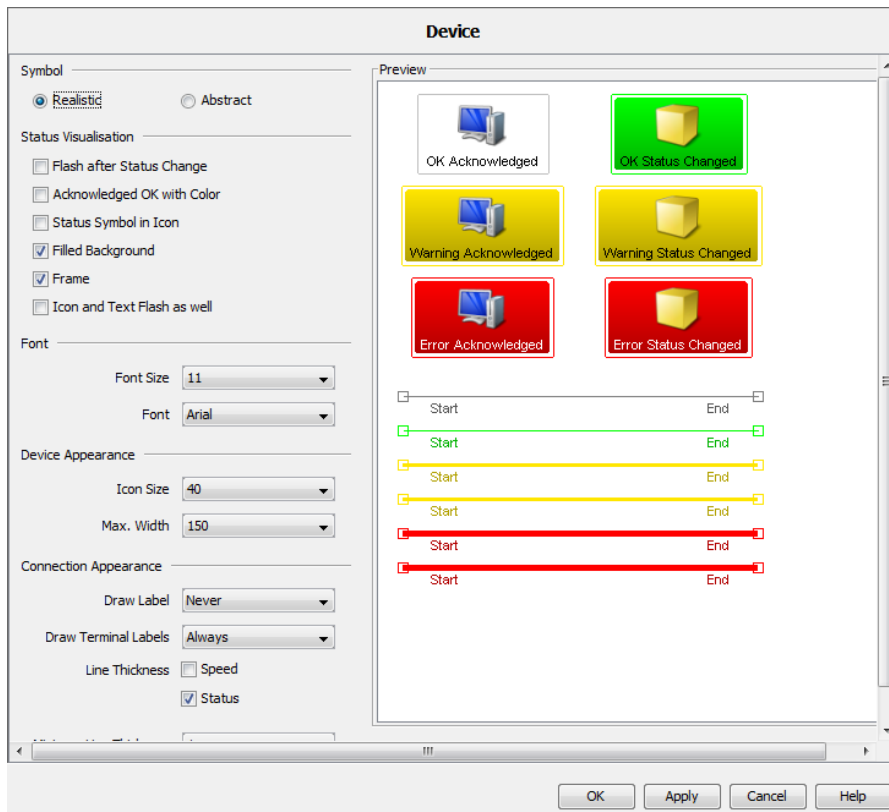 Device
Symbol
Realistic
Abstract
Status Visualisation
Flash after Status Change
Acknowledged OK with Color
Status Symbol in Icon
Filled Background
Frame
Icon and Text Flash as well
Font
Font Size 11
Font Arial
Device Appearance
Icon Size 40
Max. Width 150
Connection Appearance
Draw Label Never
Draw Terminal Labels Always
Line Thickness Speed
Status
Preview
OK Acknowledged
OK Status Changed
Warning Acknowledged
Warning Status Changed
Error Acknowledged
Error Status Changed
Start End
Start End
Start End
Start End
Start End
Start End
OK Apply Cancel Help